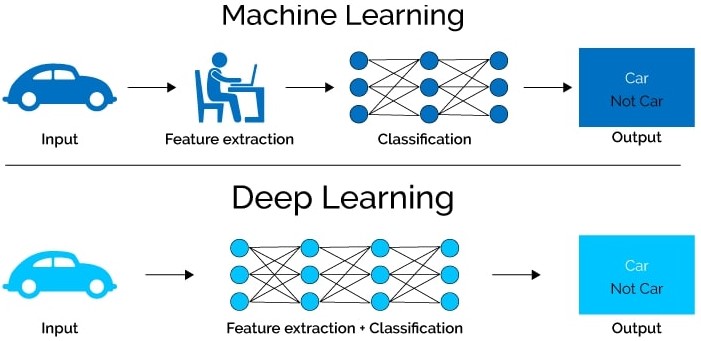 Machine Learning
Car
Not Car
Input
Feature extraction
Classification
Output
Deep Learning
Car
Not Car
Input
Feature extraction + Classification
Output